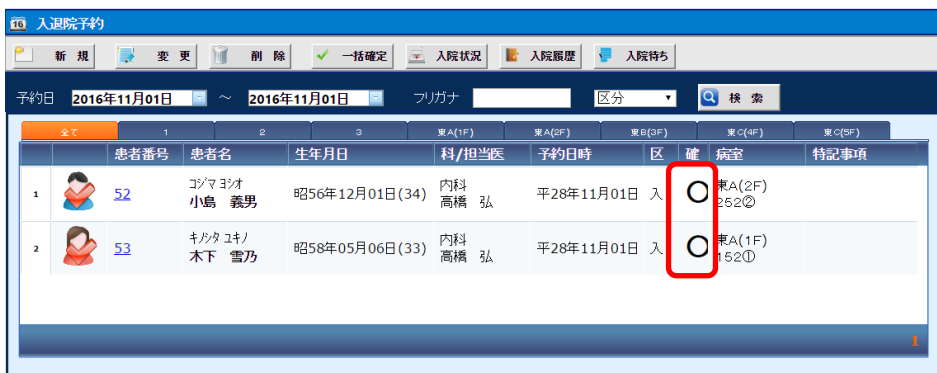 16 入退院予約
新 規 変 更 削 除 一括確定 入院状況 入院履歴 入院待ち
予約日 2016年11月01日 ～ 2016年11月01日 フリガナ 区分 検 索
全て 1 2 3 東A(1F) 東A(2F) 東B(3F) 東C(4F) 東C(5F)
患者番号 患者名 生年月日 科/担当医 予約日時 区 確 病室 特記事項
1 52 コジマ ヨシオ 小島 義男 昭56年12月01日(34) 内科 高橋 弘 平28年11月01日 入 ○ 東A(2F) 252②
2 53 キノシタ ユキノ 木下 雪乃 昭58年05月06日(33) 内科 高橋 弘 平28年11月01日 入 ○ 東A(1F) 152①
1